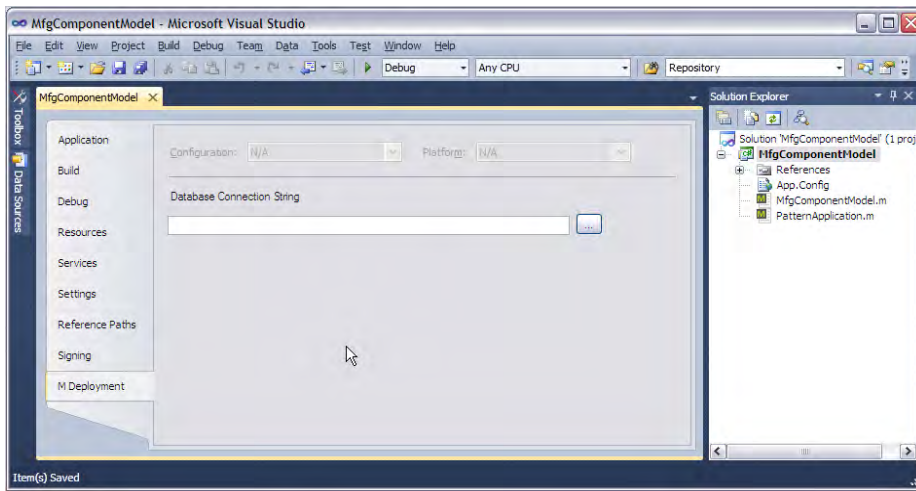 MfgComponentModel - Microsoft Visual Studio
File Edit View Project Build Debug Team Data Tools Test Window Help
Debug Any CPU Repository
Toolbox
Data Sources
MfgComponentModel
Application
Build
Debug
Resources
Services
Settings
Reference Paths
Signing
M Deployment
Configuration: N/A Platform: N/A
Database Connection String
...
Solution Explorer
Solution 'MfgComponentModel' (1 proj
MfgComponentModel
References
App.Config
MfgComponentModel.m
PatternApplication.m
Item(s) Saved